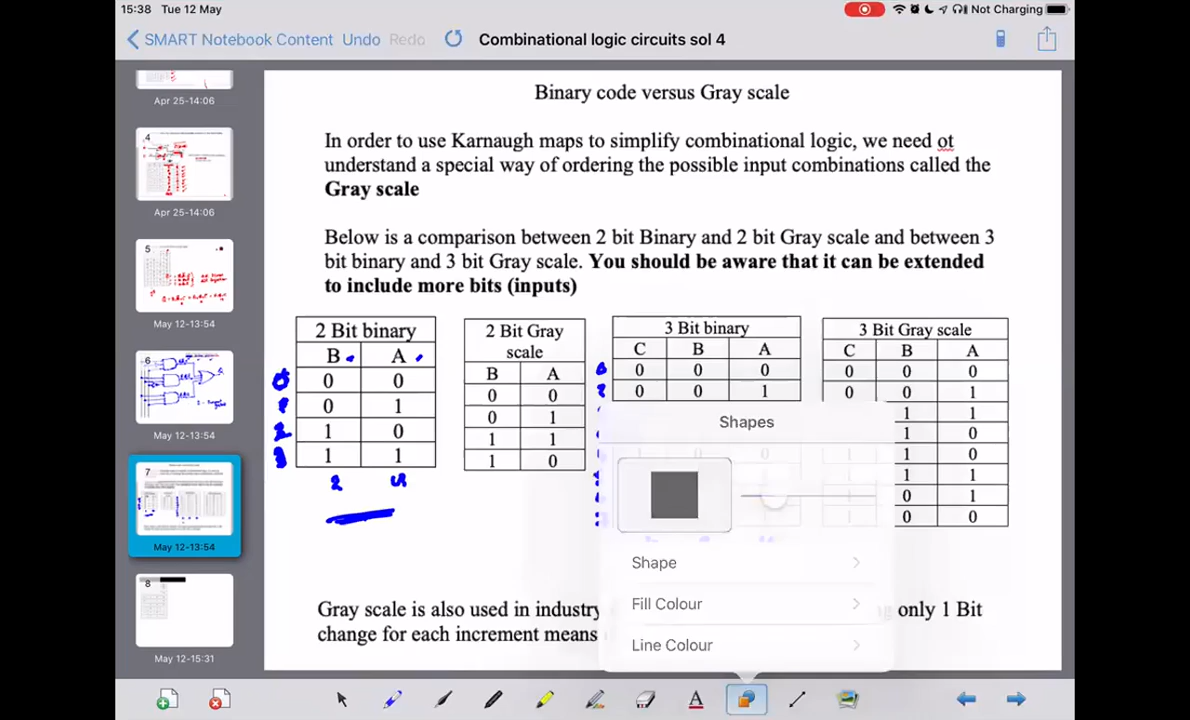 15:38 Tue 12 May
Not Charging
SMART Notebook Content Undo Redo Combinational logic circuits sol 4
Apr 25-14:06
4
Apr 25-14:06
5
May 12-13:54
6
May 12-13:54
7
May 12-13:54
8
May 12-15:31
Binary code versus Gray scale
In order to use Karnaugh maps to simplify combinational logic, we need ot
understand a special way of ordering the possible input combinations called the
Gray scale
Below is a comparison between 2 bit Binary and 2 bit Gray scale and between 3
bit binary and 3 bit Gray scale. You should be aware that it can be extended
to include more bits (inputs)
2 Bit binary
B A
0 0 0
1 0 1
2 1 0
3 1 1
2 Bit Gray
scale
B A
0 0
0 1
1 1
1 0
3 Bit binary
C B A
0 0 0
0 0 1
3 Bit Gray scale
C B A
0 0 0
0 0 1
1 1
1 0
1 0
1 1
0 1
0 0
Shapes
Shape
Fill Colour
Line Colour
Gray scale is also used in industry only 1 Bit
change for each increment means